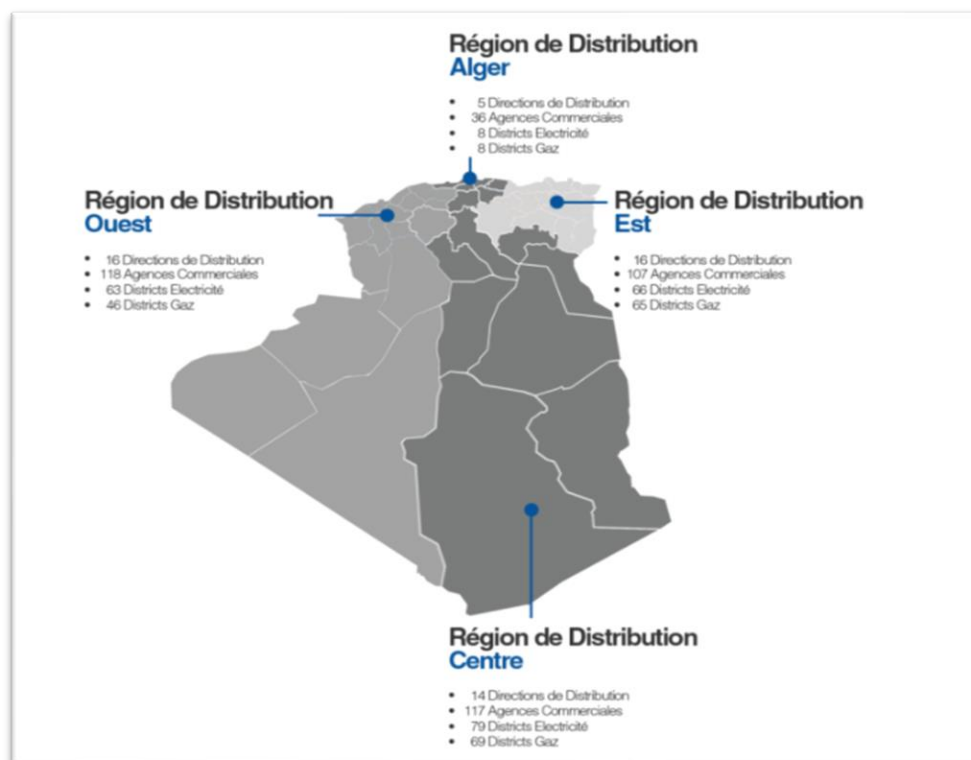 Région de Distribution
Alger
• 5 Directions de Distribution
• 36 Agences Commerciales
• 8 Districts Electricité
• 8 Districts Gaz
Région de Distribution
Ouest
• 16 Directions de Distribution
• 118 Agences Commerciales
• 63 Districts Electricité
• 46 Districts Gaz
Région de Distribution
Est
• 16 Directions de Distribution
• 107 Agences Commerciales
• 66 Districts Electricité
• 65 Districts Gaz
Région de Distribution
Centre
• 14 Directions de Distribution
• 117 Agences Commerciales
• 79 Districts Electricité
• 69 Districts Gaz